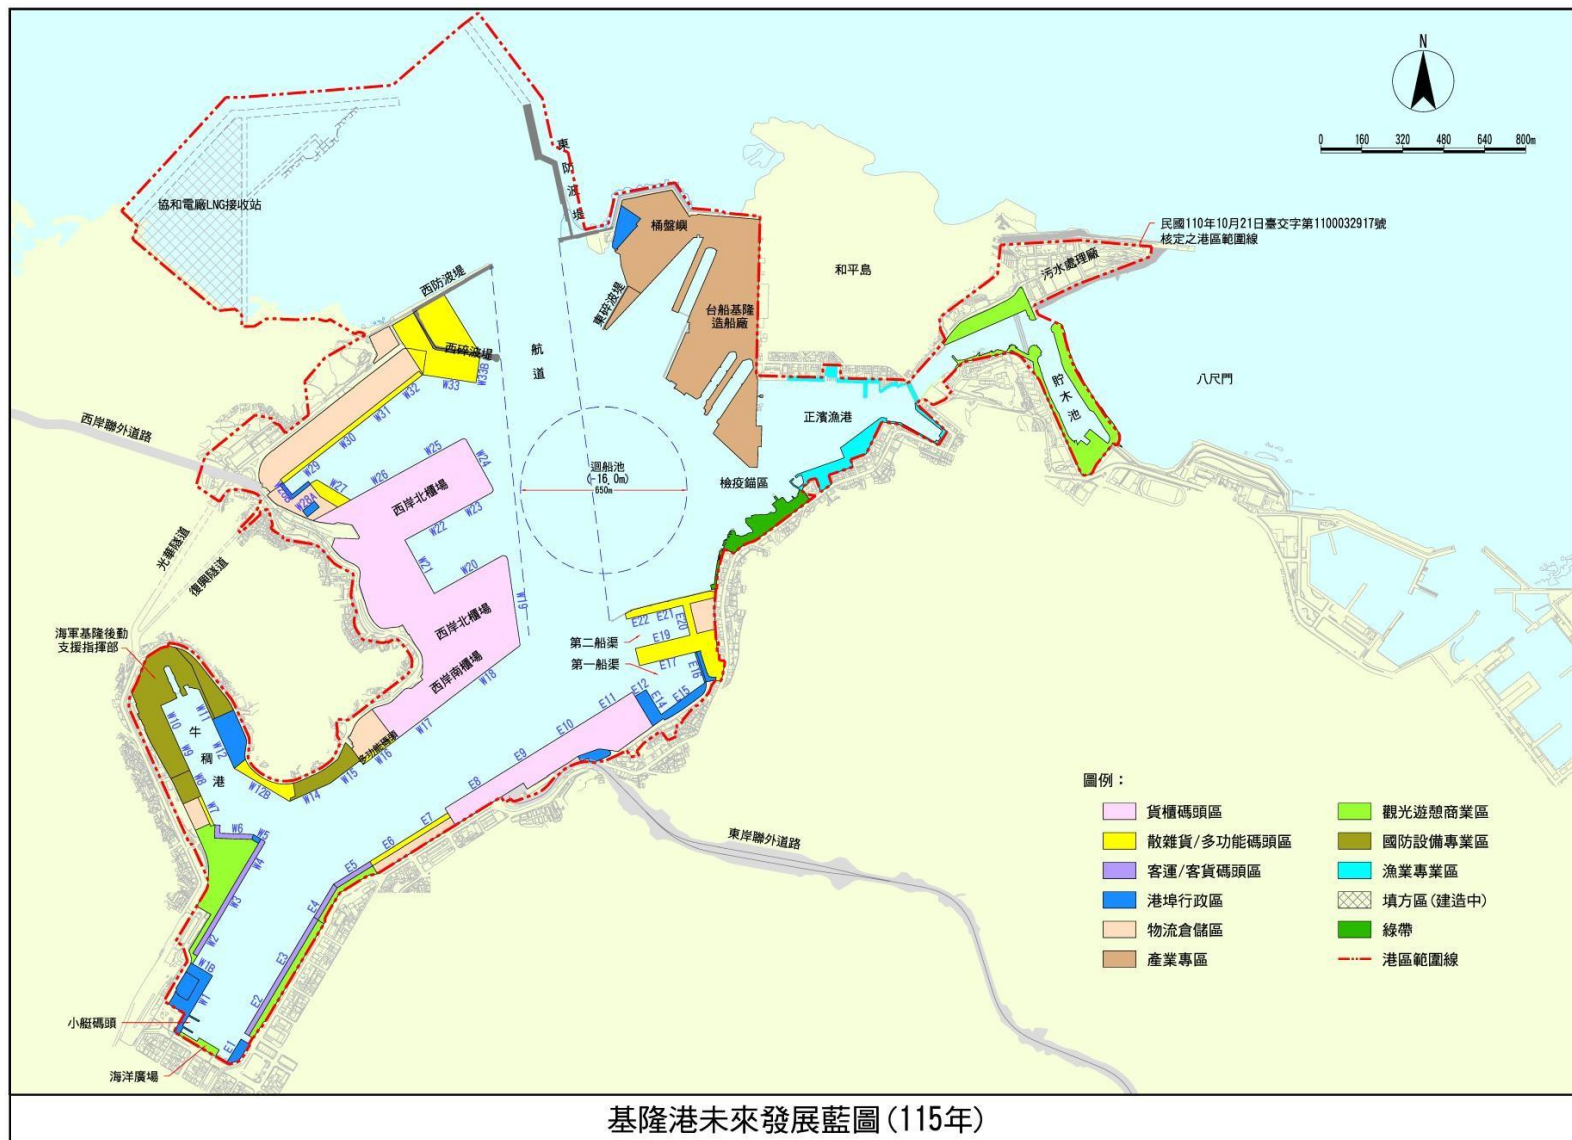 N
0 160 320 480 640 800m
東防波堤
協和電廠LNG接收站
桶盤嶼
民國110年10月21日臺交字第1100032917號
核定之港區範圍線
污水處理廠
和平島
西防波堤
東碎波堤
台船基隆
造船廠
西碎波堤
航道
W33
W33B
W32
W31
W30
W29
八尺門
貯木池
正濱漁港
西岸聯外道路
W25
W24
W26
W27
W28A
迴船池
(-16.0m)
650m
檢疫錨區
西岸北櫃場
W23
W22
W21
W20
W19
光華隧道
復興隧道
西岸北櫃場
E22
E21
E20
E19
第二船渠
E17
E16
第一船渠
海軍基隆後勤
支援指揮部
西岸南櫃場
W18
W17
E15
E14
E12
E11
E10
E9
E8
E7
E6
E5
E4
E3
E2
E1
W11
W10
W9
W8
W7
牛稠港
W12
W12B
W14
W15
W16
多功能碼頭
W6
W5
W4
W3
W2
W1B
W1
東岸聯外道路
小艇碼頭
海洋廣場
圖例：
貨櫃碼頭區
散雜貨/多功能碼頭區
客運/客貨碼頭區
港埠行政區
物流倉儲區
產業專區
觀光遊憩商業區
國防設備專業區
漁業專業區
填方區(建造中)
綠帶
港區範圍線
基隆港未來發展藍圖(115年)